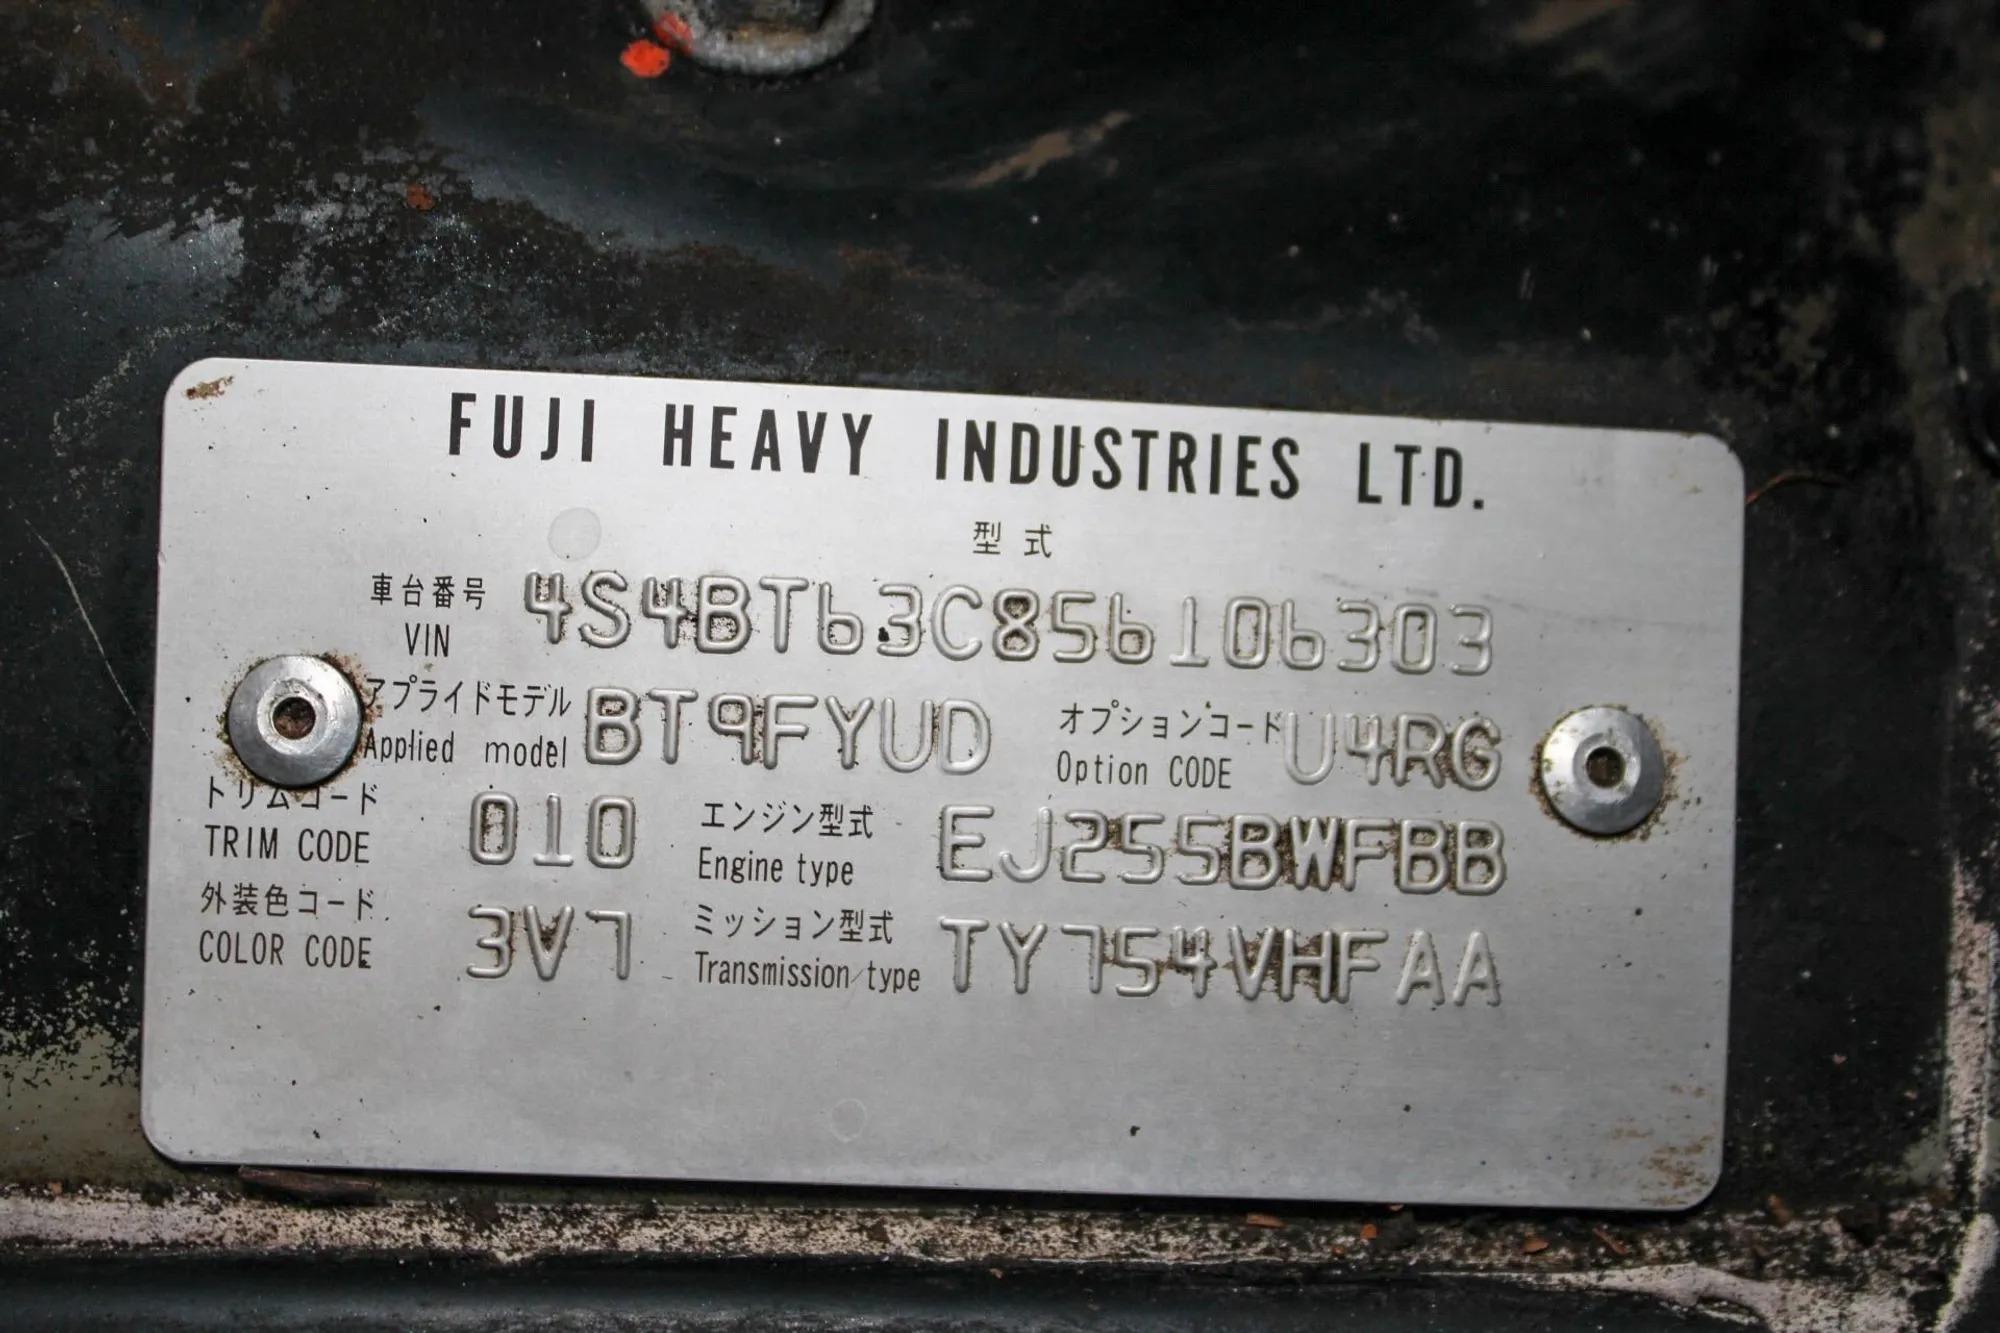 FUJI HEAVY INDUSTRIES LTD.
型式
車台番号 4S4BT63C856106303
VIN
アプライドモデル BT9FYUD オプションコード U4RG
Applied model Option CODE
トリムコード 010 エンジン型式 EJ255BWFBB
TRIM CODE Engine type
外装色コード 3V7 ミッション型式 TY754VHFAA
COLOR CODE Transmission type